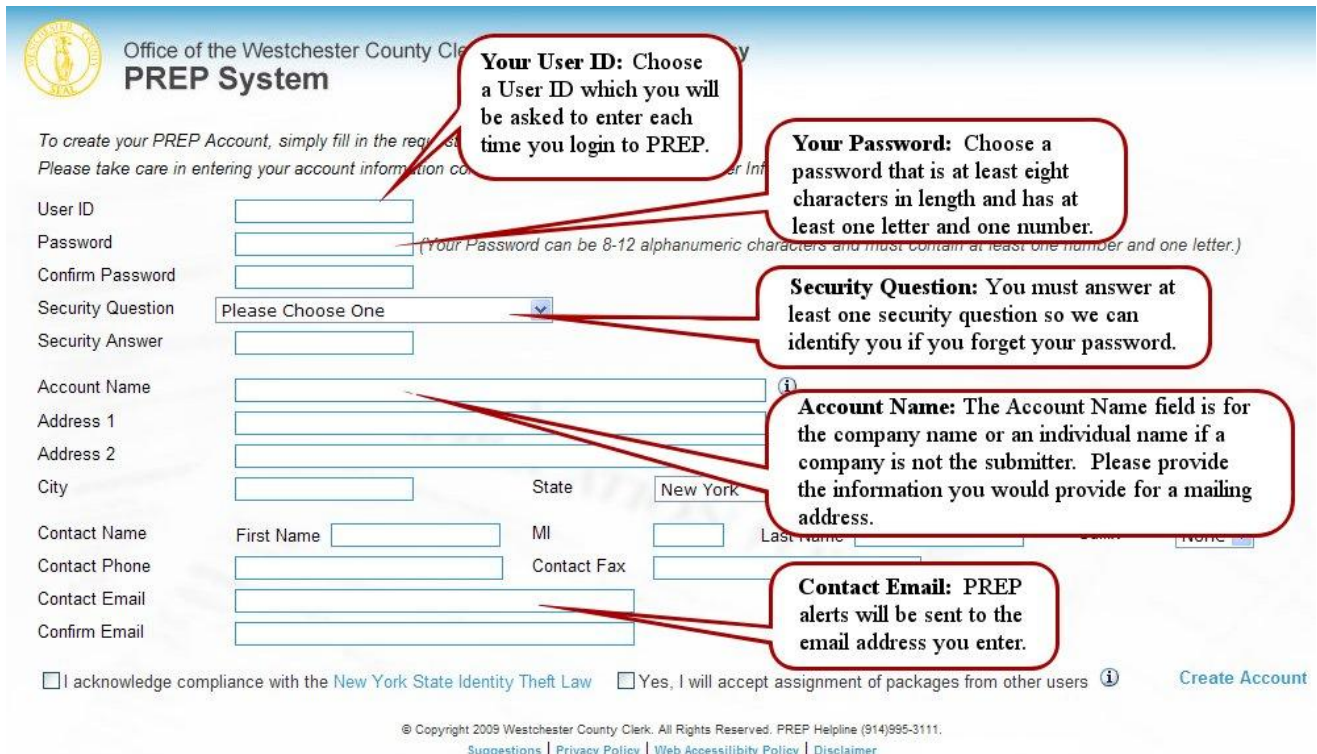 Office of the Westchester County Cle
PREP System
Your User ID: Choose
a User ID which you will
be asked to enter each
time you login to PREP.
To create your PREP Account, simply fill in the
Please take care in entering your account information
Your Password: Choose a
password that is at least eight
characters in length and has at
least one letter and one number.
User ID
Password
(Your Password can be 8-12 alphanumeric characters and must contain at least one number and one letter.)
Confirm Password
Security Question
Please Choose One
Security Question: You must answer at
least one security question so we can
identify you if you forget your password.
Security Answer
Account Name
Account Name: The Account Name field is for
the company name or an individual name if a
company is not the submitter. Please provide
the information you would provide for a mailing
address.
Address 1
Address 2
City State New York
Contact Name First Name MI Last Name None
Contact Phone Contact Fax
Contact Email
Contact Email: PREP
alerts will be sent to the
email address you enter.
Confirm Email
I acknowledge compliance with the New York State Identity Theft Law Yes, I will accept assignment of packages from other users Create Account
© Copyright 2009 Westchester County Clerk. All Rights Reserved. PREP Helpline (914)995-3111.
Suggestions | Privacy Policy | Web Accessilibity Policy | Disclaimer